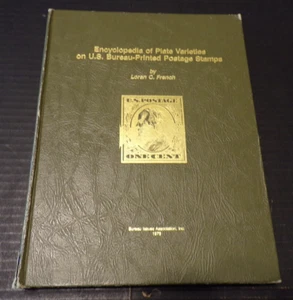 Encyclopedia of Plate Varieties
on U.S. Bureau-Printed Postage Stamps
by
Loran C. French
U.S. POSTAGE
ONE CENT
Bureau Issues Association, Inc.
1979